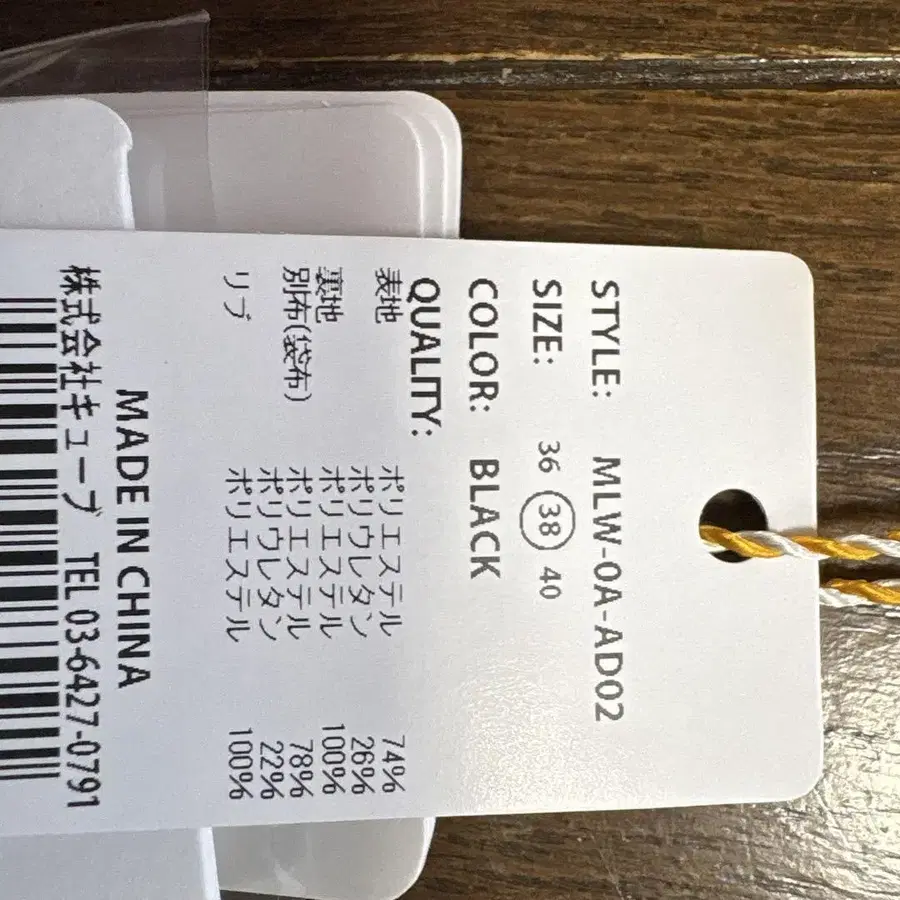 STYLE: MLW-0A-AD02
SIZE: 36 38 40
COLOR: BLACK
QUALITY:
表地 ポリエステル 74%
ポリウレタン 26%
裏地 ポリエステル 100%
別布(袋布) ポリエステル 78%
ポリウレタン 22%
リブ ポリエステル 100%
MADE IN CHINA
株式会社キューブ TEL 03-6427-0791